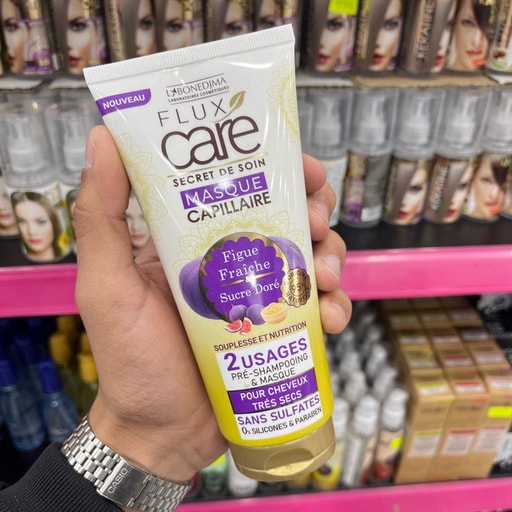 NOUVEAU
LABONEDIMA
LABORATOIRES COSMÉTIQUES
FLUX
care
SECRET DE SOIN
MASQUE
CAPILLAIRE
Figue
Fraîche
Sucre Doré
SOUPLESSE ET NUTRITION
2 USAGES
PRÉ-SHAMPOOING
& MASQUE
POUR CHEVEUX
TRÈS SECS
SANS SULFATES
0% SILICONES & PARABEN
CASIO